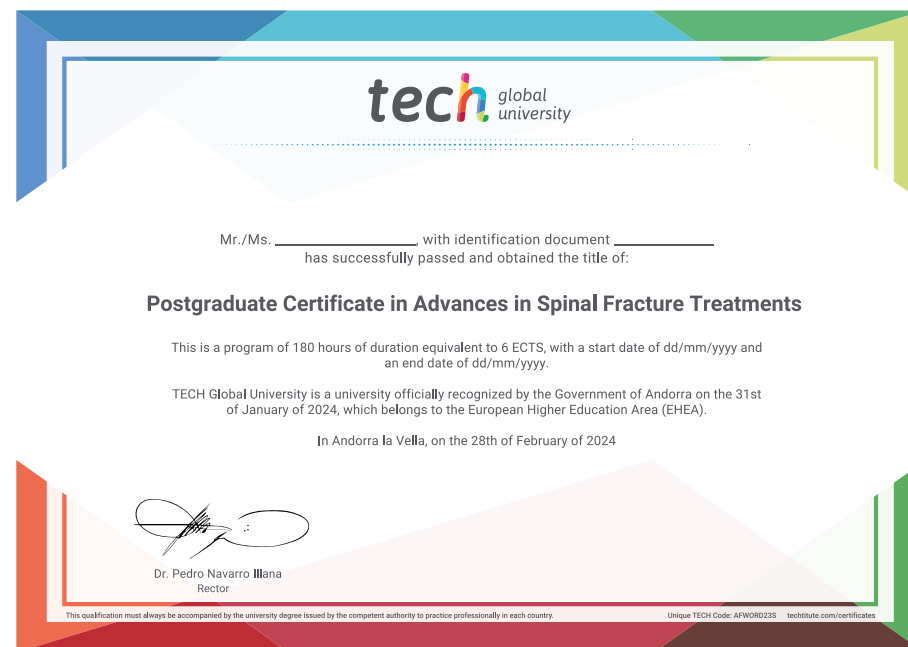 tech global university
Mr./Ms. ________________, with identification document ____________
has successfully passed and obtained the title of:
Postgraduate Certificate in Advances in Spinal Fracture Treatments
This is a program of 180 hours of duration equivalent to 6 ECTS, with a start date of dd/mm/yyyy and
an end date of dd/mm/yyyy.
TECH Global University is a university officially recognized by the Government of Andorra on the 31st
of January of 2024, which belongs to the European Higher Education Area (EHEA).
In Andorra la Vella, on the 28th of February of 2024
Dr. Pedro Navarro Illana
Rector
This qualification must always be accompanied by the university degree issued by the competent authority to practice professionally in each country.
Unique TECH Code: AFWORD23S techtitute.com/certificates